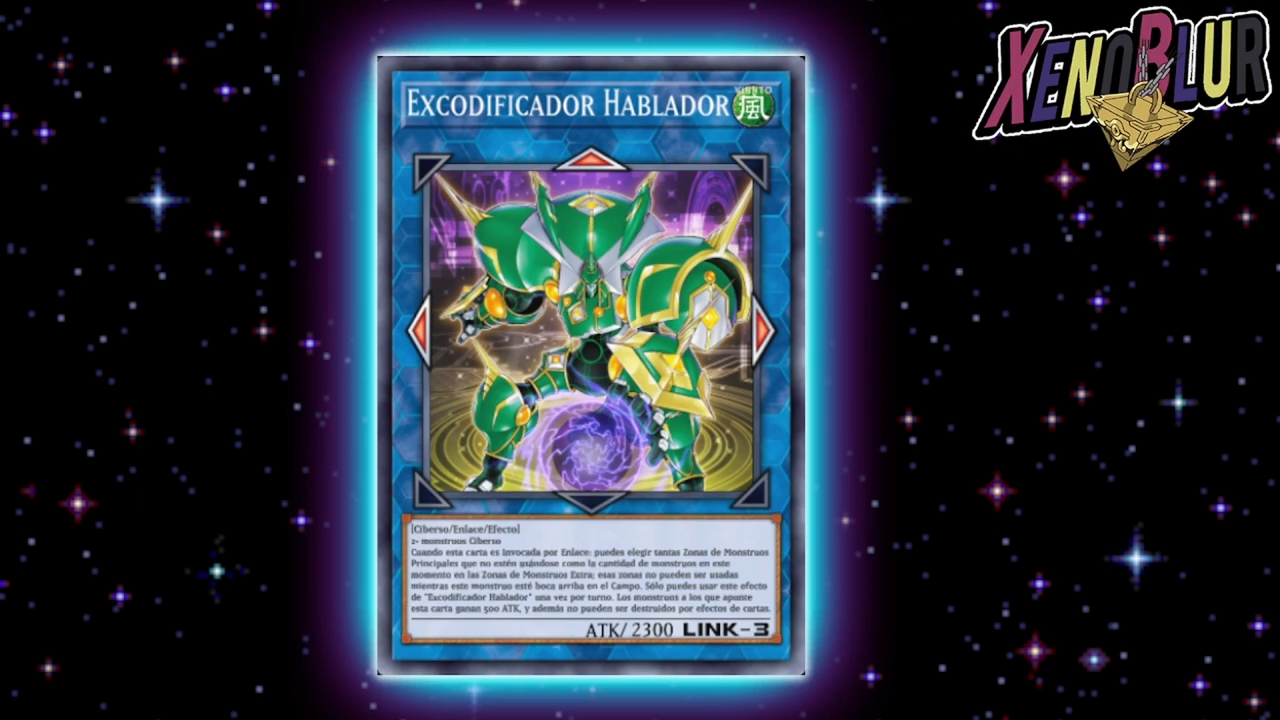 XENOBLUR
EXCODIFICADOR HABLADOR
VIENTO
風
[Ciberso/Enlace/Efecto]
2+ monstruos Ciberso
Cuando esta carta es Invocada por Enlace: puedes elegir tantas Zonas de Monstruos
Principales que no estén usándose como la cantidad de monstruos en este
momento en las Zonas de Monstruos Extra; esas zonas no pueden ser usadas
mientras este monstruo esté boca arriba en el Campo. Sólo puedes usar este efecto
de "Excodificador Hablador" una vez por turno. Los monstruos a los que apunte
esta carta ganan 500 ATK, y además no pueden ser destruidos por efectos de cartas.
ATK/ 2300 LINK-3